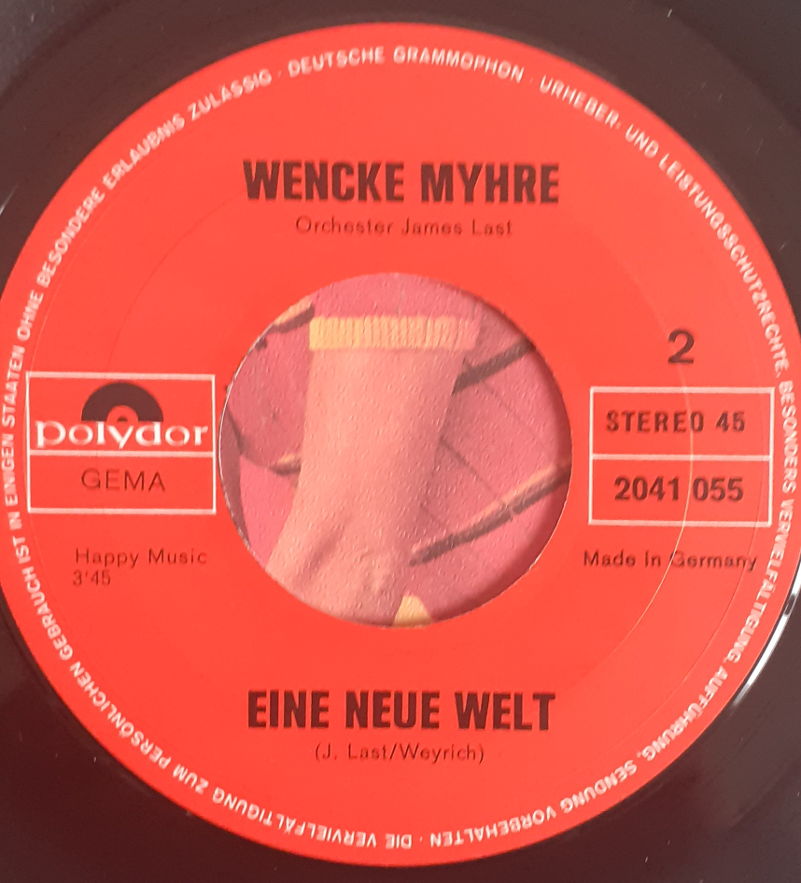 DEUTSCHE GRAMMOPHON · URHEBER- UND LEISTUNGSSCHUTZRECHTE, BESONDERS VERVIELFÄLTIGUNG, AUFFÜHRUNG, SENDUNG VORBEHALTEN · DIE VERVIELFÄLTIGUNG ZUM PERSÖNLICHEN GEBRAUCH IST IN EINIGEN STAATEN OHNE BESONDERE ERLAUBNIS ZULÄSSIG ·
WENCKE MYHRE
Orchester James Last
2
polydor
GEMA
STEREO 45
2041 055
Happy Music
3'45
Made In Germany
EINE NEUE WELT
(J. Last/Weyrich)